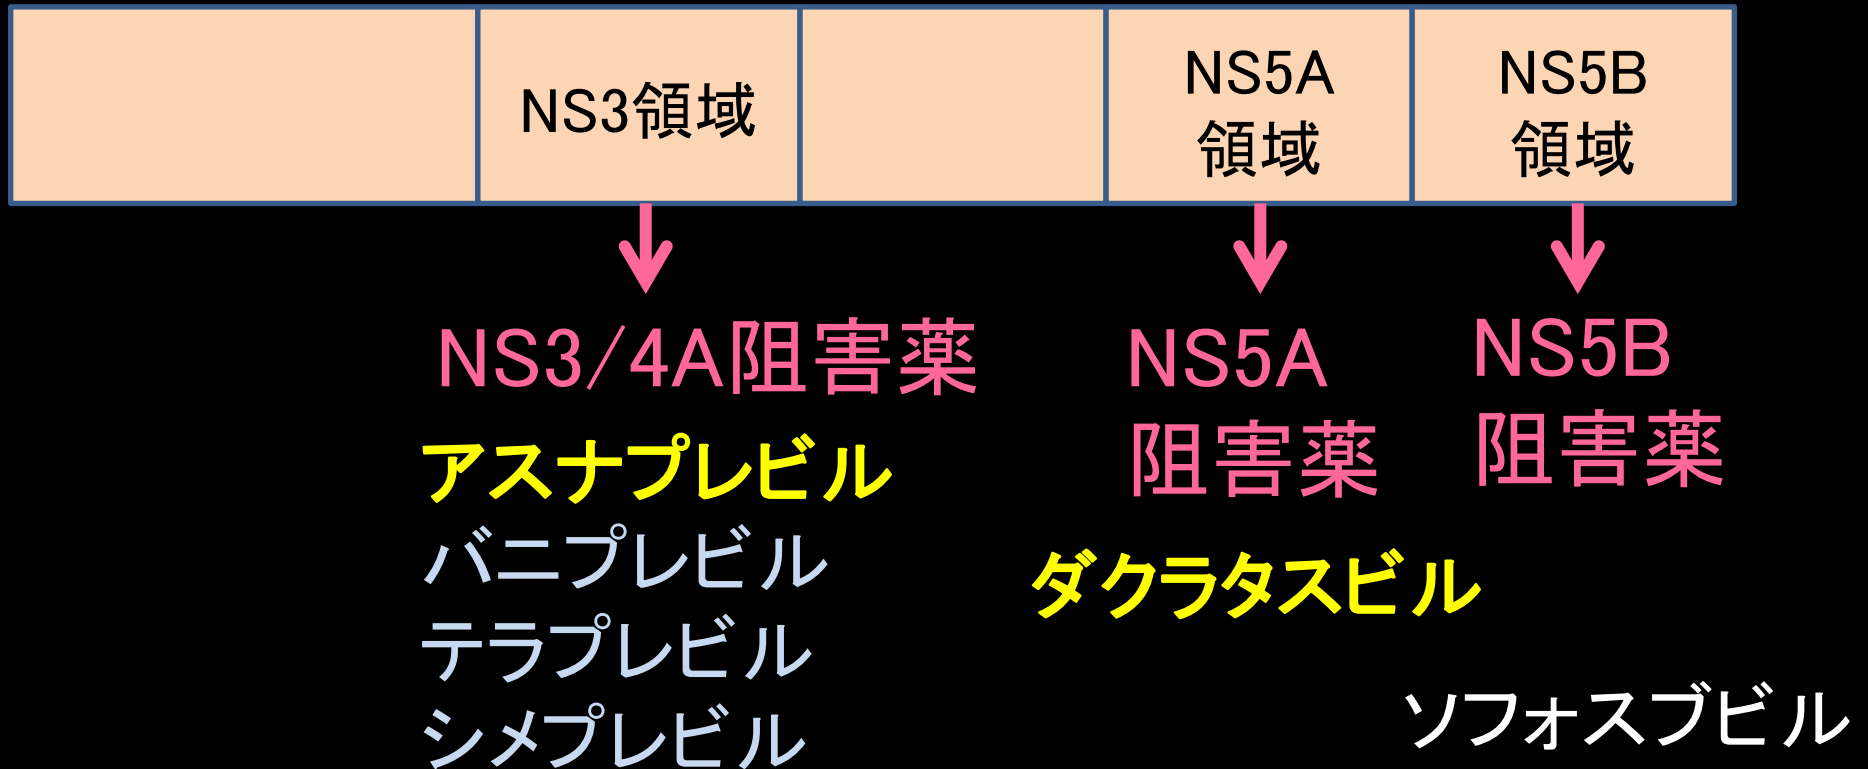 NS3領域
NS5A
領域
NS5B
領域
NS3/4A阻害薬
アスナプレビル
バニプレビル
テラプレビル
シメプレビル
NS5A
阻害薬
ダクラタスビル
NS5B
阻害薬
ソフォスブビル